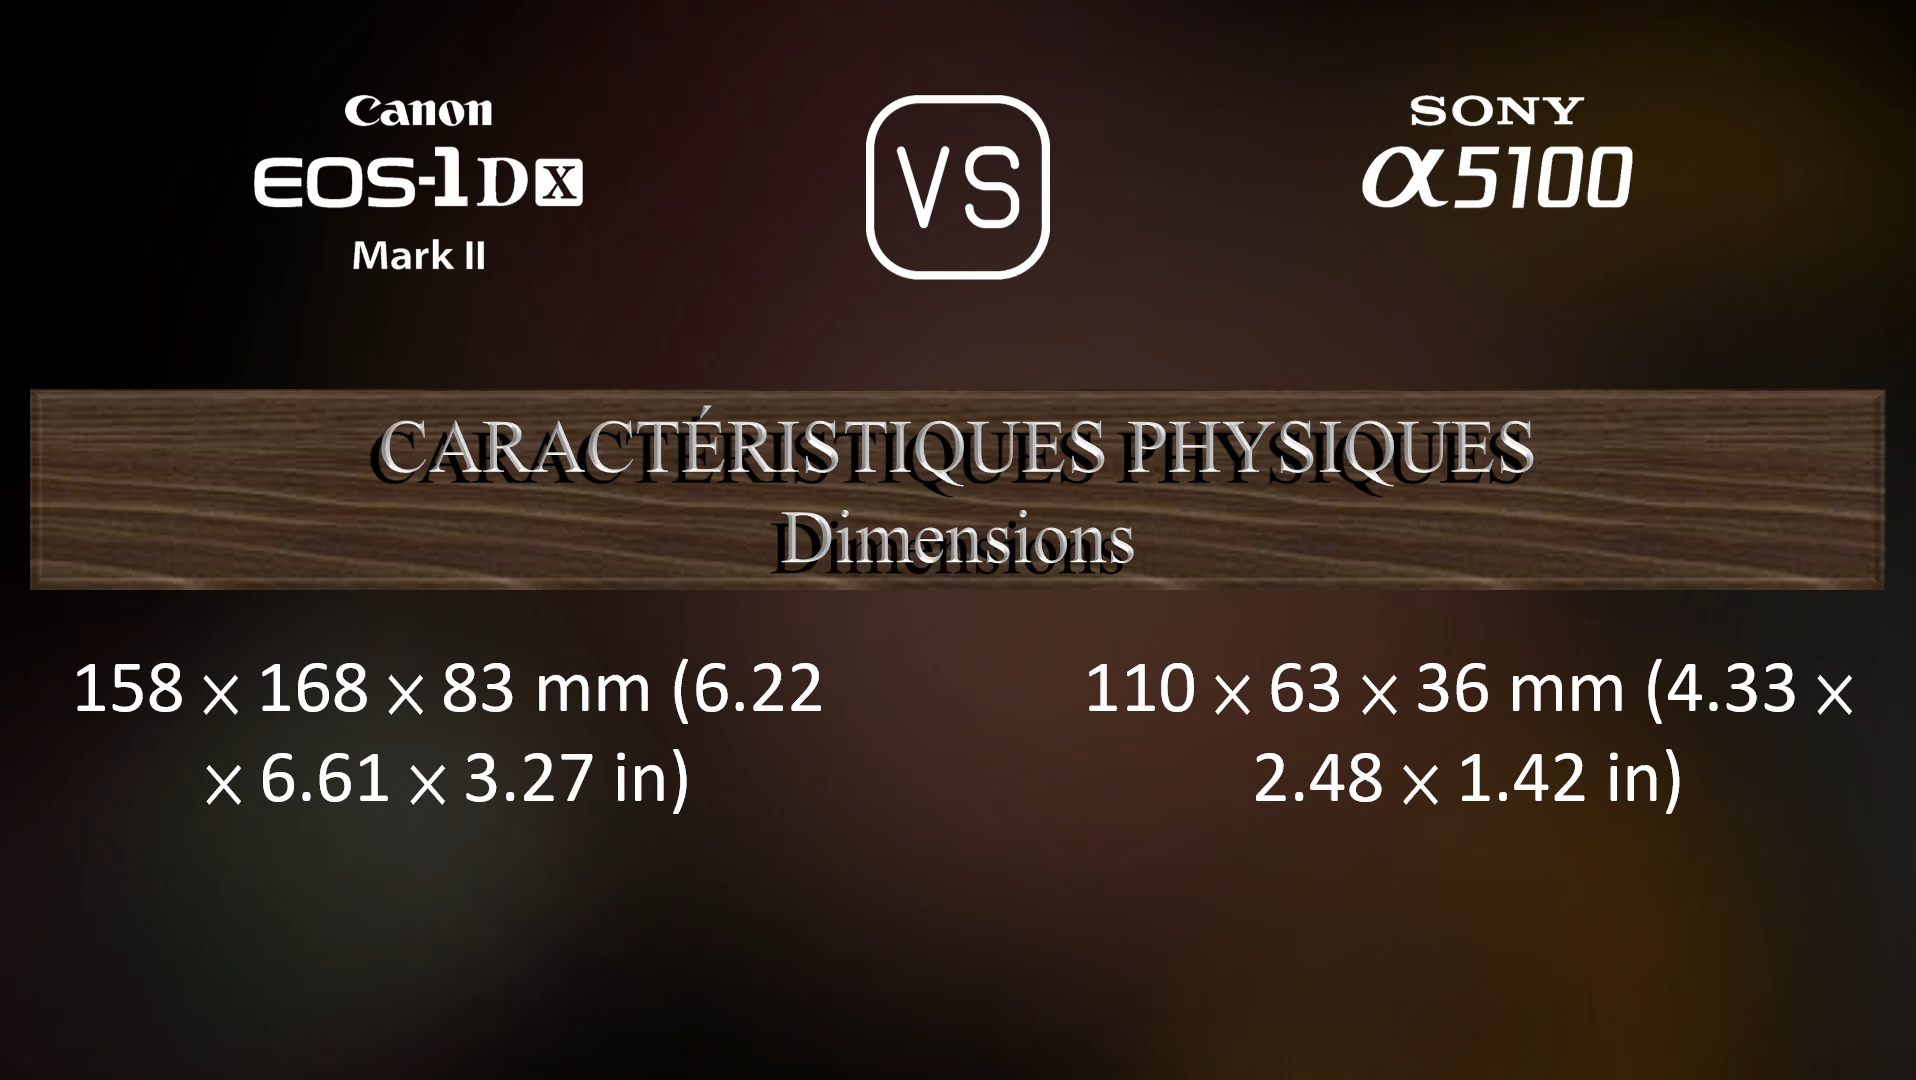 Canon
EOS-1DX
Mark II
VS
SONY
α5100
CARACTÉRISTIQUES PHYSIQUES
Dimensions
158 x 168 x 83 mm (6.22
x 6.61 x 3.27 in)
110 x 63 x 36 mm (4.33 x
2.48 x 1.42 in)